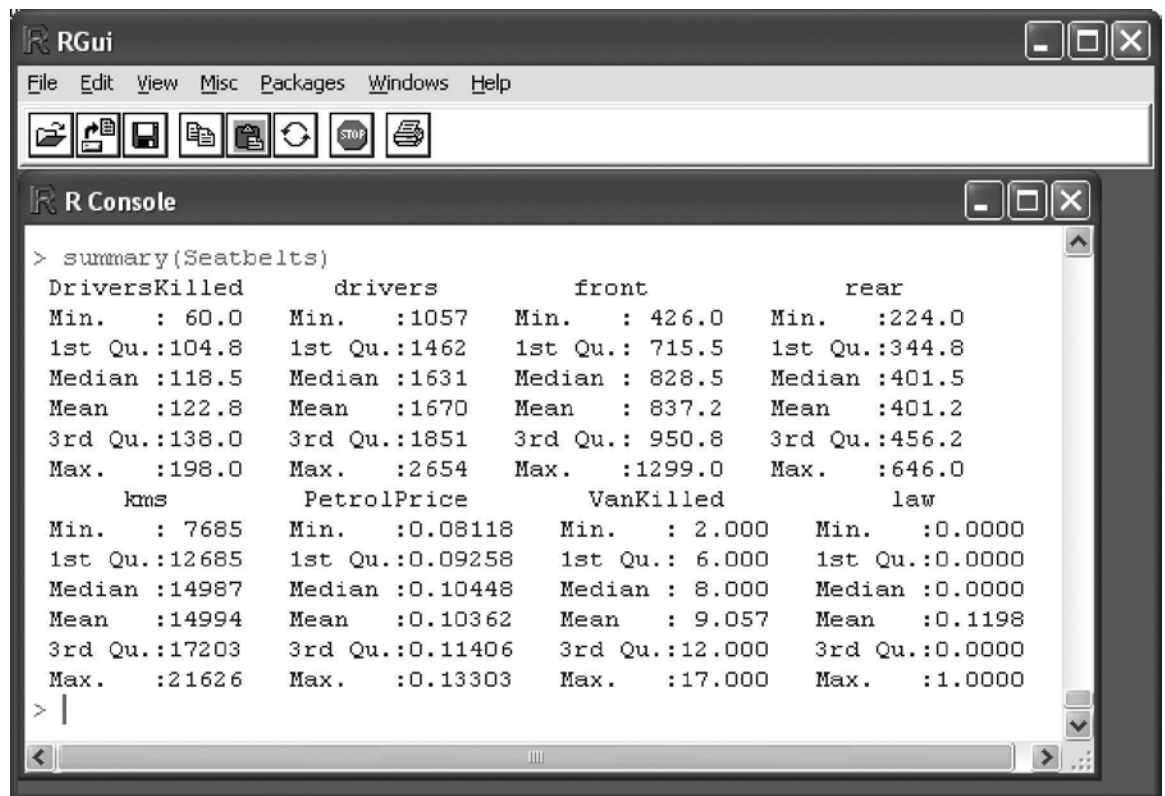 RGui
File Edit View Misc Packages Windows Help
STOP
R Console
> summary(Seatbelts)
DriversKilled drivers front rear
Min. : 60.0 Min. :1057 Min. : 426.0 Min. :224.0
1st Qu.:104.8 1st Qu.:1462 1st Qu.: 715.5 1st Qu.:344.8
Median :118.5 Median :1631 Median : 828.5 Median :401.5
Mean :122.8 Mean :1670 Mean : 837.2 Mean :401.2
3rd Qu.:138.0 3rd Qu.:1851 3rd Qu.: 950.8 3rd Qu.:456.2
Max. :198.0 Max. :2654 Max. :1299.0 Max. :646.0
kms PetrolPrice VanKilled law
Min. : 7685 Min. :0.08118 Min. : 2.000 Min. :0.0000
1st Qu.:12685 1st Qu.:0.09258 1st Qu.: 6.000 1st Qu.:0.0000
Median :14987 Median :0.10448 Median : 8.000 Median :0.0000
Mean :14994 Mean :0.10362 Mean : 9.057 Mean :0.1198
3rd Qu.:17203 3rd Qu.:0.11406 3rd Qu.:12.000 3rd Qu.:0.0000
Max. :21626 Max. :0.13303 Max. :17.000 Max. :1.0000
>